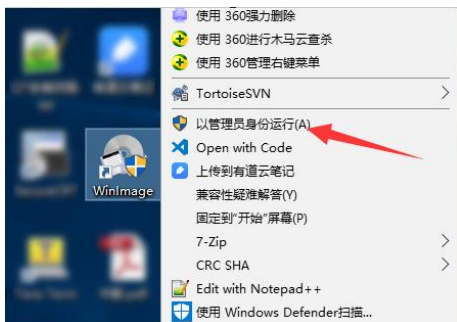 使用 360强力删除
使用 360进行木马云查杀
使用 360管理右键菜单
TortoiseSVN
以管理员身份运行(A)
Open with Code
上传到有道云笔记
兼容性疑难解答(Y)
固定到"开始"屏幕(P)
7-Zip
CRC SHA
Edit with Notepad++
使用 Windows Defender扫描...
WinImage